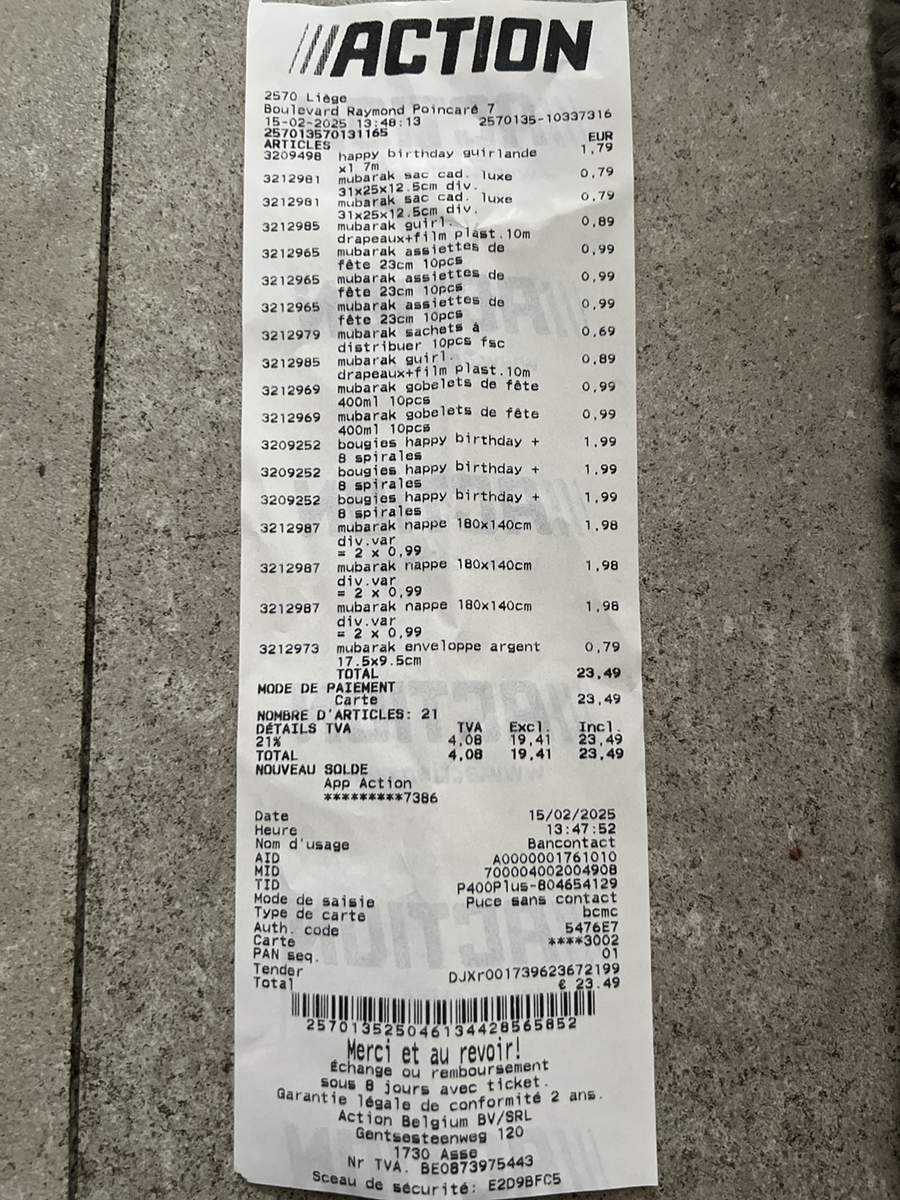 ///ACTION
2570 Liège
Boulevard Raymond Poincaré 7
15-02-2025 13:48:13 2570135-10337316
257013570131165 EUR
ARTICLES
3209498 happy birthday guirlande 1,79
x1 7m
3212981 mubarak sac cad. luxe 0,79
31x25x12.5cm div.
3212981 mubarak sac cad. luxe 0,79
31x25x12.5cm div.
3212985 mubarak guirl. 0,89
drapeaux+film plast.10m
3212965 mubarak assiettes de 0,99
fête 23cm 10pcs
3212965 mubarak assiettes de 0,99
fête 23cm 10pcs
3212965 mubarak assiettes de 0,99
fête 23cm 10pcs
3212979 mubarak sachets à 0,69
distribuer 10pcs fsc
3212985 mubarak guirl. 0,89
drapeaux+film plast.10m
3212969 mubarak gobelets de fête 0,99
400ml 10pcs
3212969 mubarak gobelets de fête 0,99
400ml 10pcs
3209252 bougies happy birthday + 1,99
8 spirales
3209252 bougies happy birthday + 1,99
8 spirales
3209252 bougies happy birthday + 1,99
8 spirales
3212987 mubarak nappe 180x140cm 1,98
div.var
= 2 x 0,99
3212987 mubarak nappe 180x140cm 1,98
div.var
= 2 x 0,99
3212987 mubarak nappe 180x140cm 1,98
div.var
= 2 x 0,99
3212973 mubarak enveloppe argent 0,79
17.5x9.5cm
TOTAL 23,49
MODE DE PAIEMENT
Carte 23,49
NOMBRE D'ARTICLES: 21
DÉTAILS TVA TVA Excl. Incl.
21% 4,08 19,41 23,49
TOTAL 4,08 19,41 23,49
NOUVEAU SOLDE
App Action
*********7386
Date 15/02/2025
Heure 13:47:52
Nom d'usage Bancontact
AID A0000001761010
MID 700004002004908
TID P400Plus-804654129
Mode de saisie Puce sans contact
Type de carte bcmc
Auth. code 5476E7
Carte ****3002
PAN seq. 01
Tender DJXr001739623672199
Total € 23.49
2570135250461344285658​52
Merci et au revoir!
Échange ou remboursement
sous 8 jours avec ticket.
Garantie légale de conformité 2 ans.
Action Belgium BV/SRL
Gentsesteenweg 120
1730 Asse
Nr TVA. BE0873975443
Sceau de sécurité: E2D9BFC5